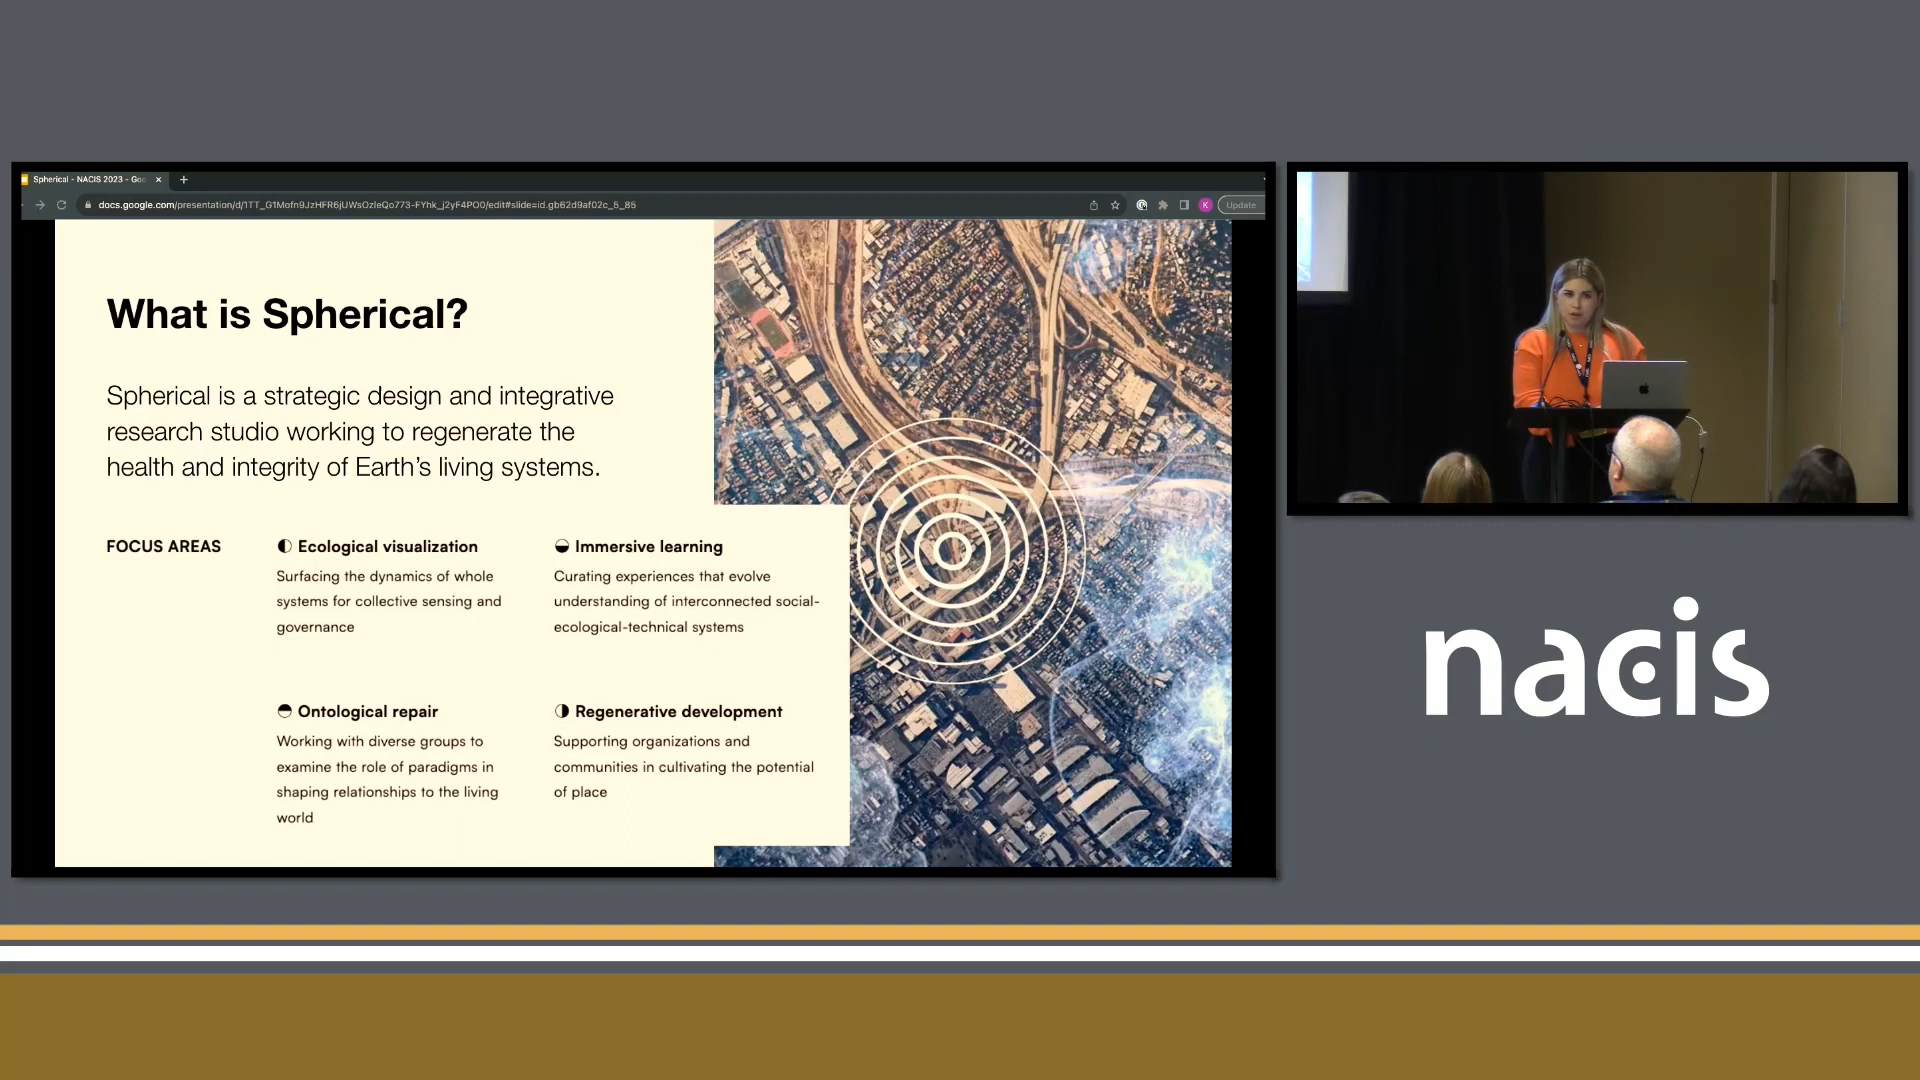 Spherical - NACIS 2023 - Goo
docs.google.com/presentation/d/1TT_G1Mofn9JzHFR6jUWsOzIeQo773-FYhk_j2yF4PO0/edit#slide=id.gb62d9af02c_5_85
K
Update
What is Spherical?
Spherical is a strategic design and integrative
research studio working to regenerate the
health and integrity of Earth’s living systems.
FOCUS AREAS
Ecological visualization
Surfacing the dynamics of whole
systems for collective sensing and
governance
Immersive learning
Curating experiences that evolve
understanding of interconnected social-
ecological-technical systems
Ontological repair
Working with diverse groups to
examine the role of paradigms in
shaping relationships to the living
world
Regenerative development
Supporting organizations and
communities in cultivating the potential
of place
nacis